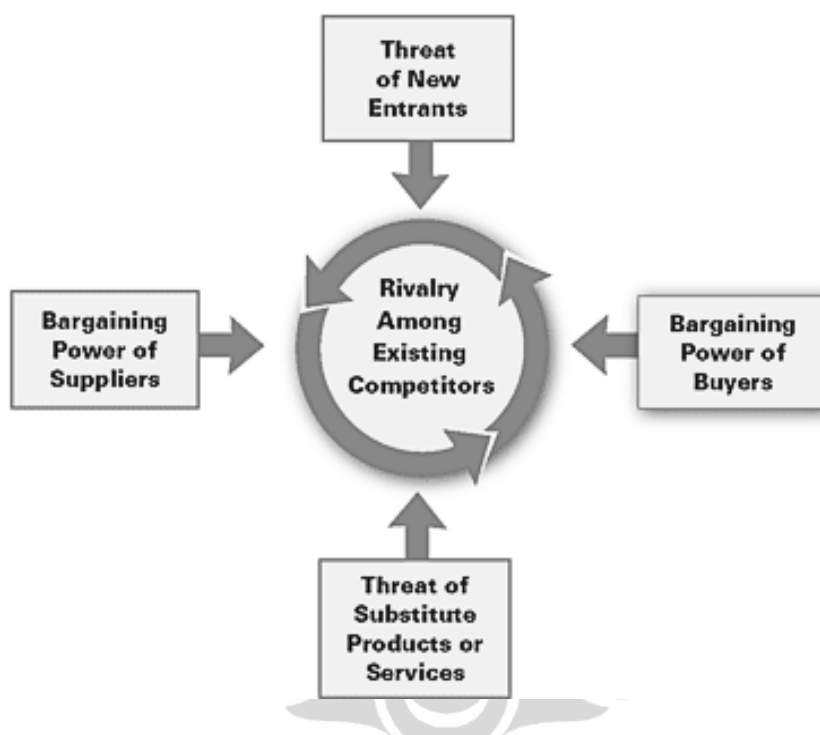 Threat
of New
Entrants
Bargaining
Power of
Suppliers
Rivalry
Among
Existing
Competitors
Bargaining
Power of
Buyers
Threat of
Substitute
Products or
Services